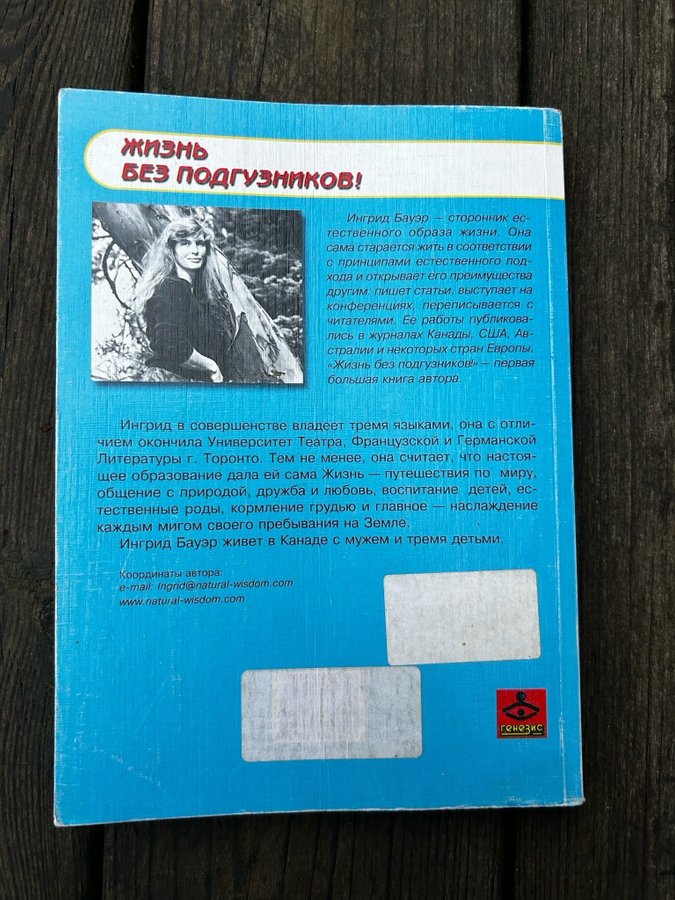 ЖИЗНЬ
БЕЗ ПОДГУЗНИКОВ!
Ингрид Бауэр — сторонник ес-
тественного образа жизни. Она
сама старается жить в соответствии
с принципами естественного под-
хода и открывает его преимущества
другим: пишет статьи, выступает на
конференциях, переписывается с
читателями. Ее работы публикова-
лись в журналах Канады, США, Ав-
стралии и некоторых стран Европы.
«Жизнь без подгузников!» — первая
большая книга автора.
Ингрид в совершенстве владеет тремя языками, она с отли-
чием окончила Университет Театра, Французской и Германской
Литературы г. Торонто. Тем не менее, она считает, что настоя-
щее образование дала ей сама Жизнь — путешествия по миру,
общение с природой, дружба и любовь, воспитание детей, ес-
тественные роды, кормление грудью и главное — наслаждение
каждым мигом своего пребывания на Земле.
Ингрид Бауэр живет в Канаде с мужем и тремя детьми.
Координаты автора:
e-mail: Ingrid@natural-wisdom.com
www.natural-wisdom.com
генезис